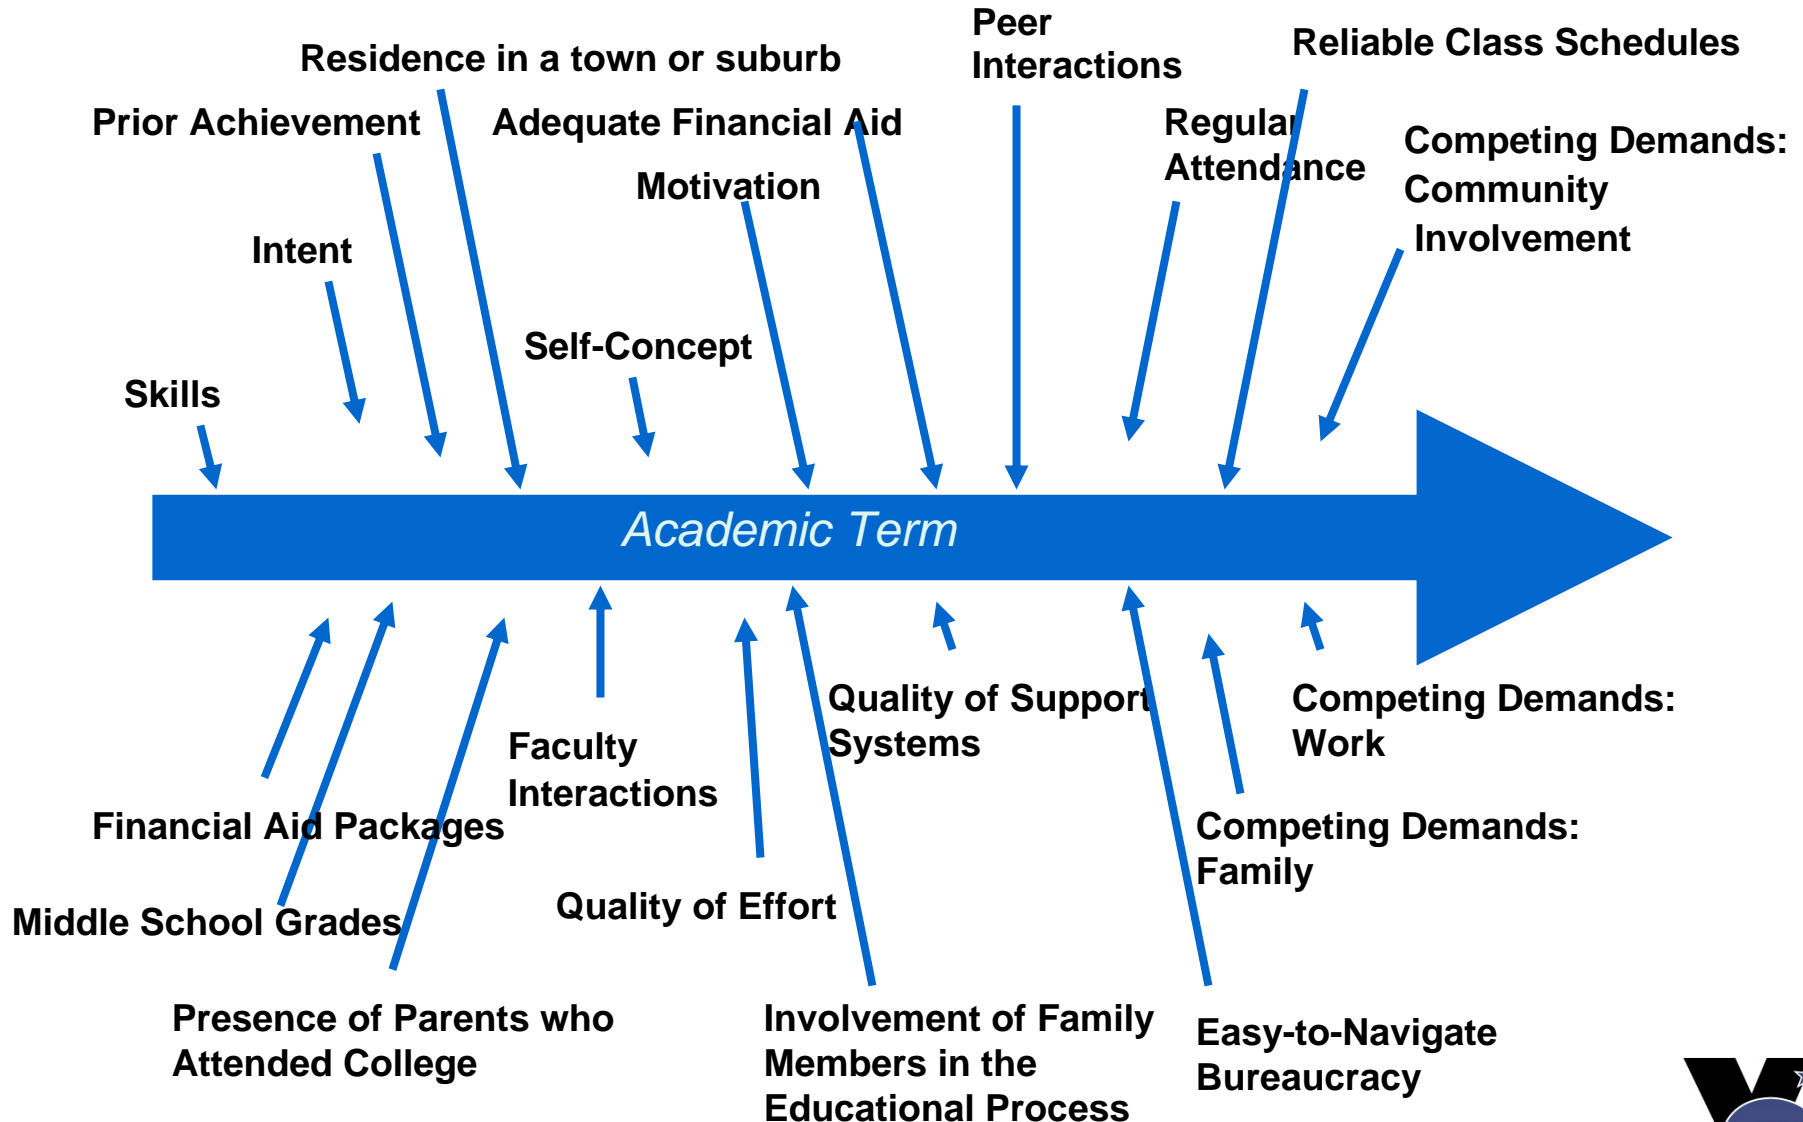 Peer
Interactions
Reliable Class Schedules
Residence in a town or suburb
Prior Achievement
Adequate Financial Aid
Regular
Attendance
Competing Demands:
Community
Involvement
Motivation
Intent
Self-Concept
Skills
Academic Term
Quality of Support
Systems
Competing Demands:
Work
Faculty
Interactions
Financial Aid Packages
Competing Demands:
Family
Middle School Grades
Quality of Effort
Presence of Parents who
Attended College
Involvement of Family
Members in the
Educational Process
Easy-to-Navigate
Bureaucracy